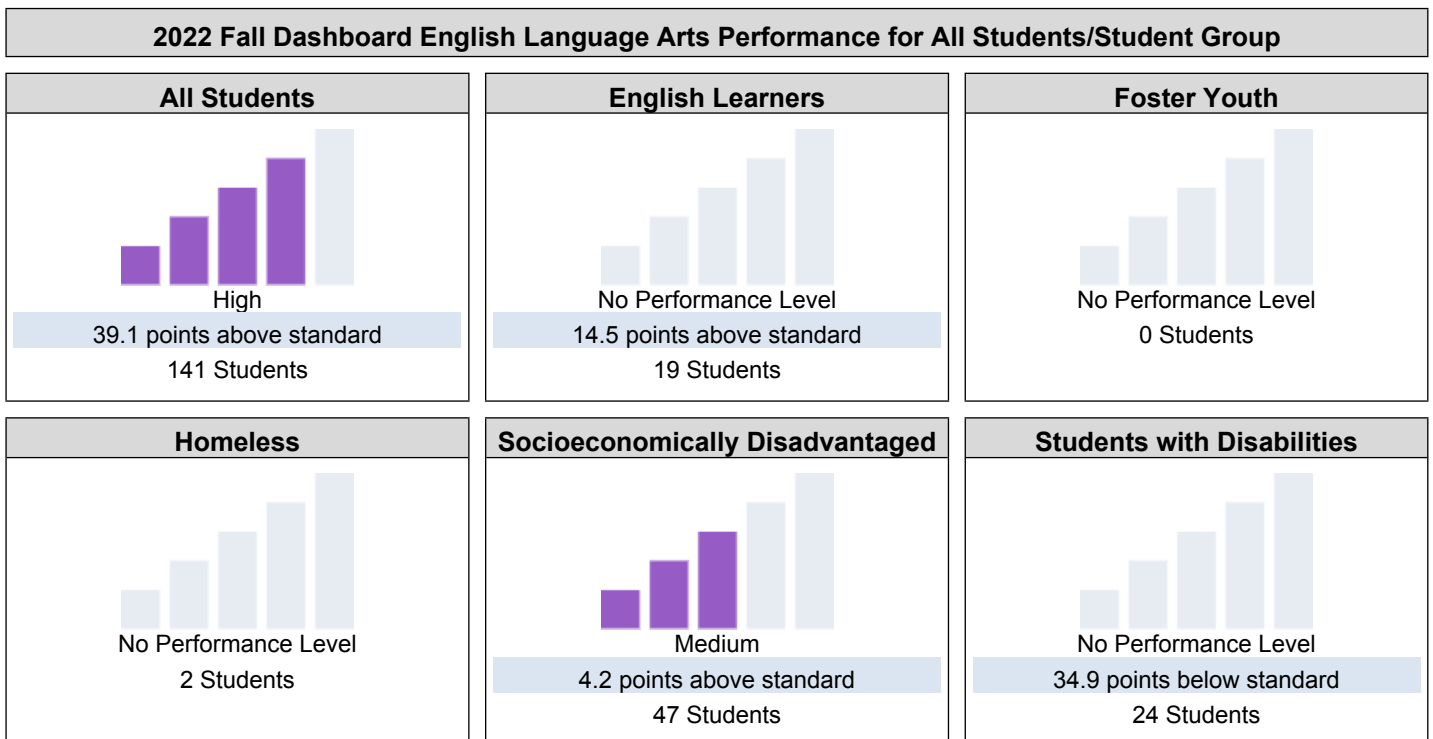 2022 Fall Dashboard English Language Arts Performance for All Students/Student Group
All Students
High
39.1 points above standard
141 Students
English Learners
No Performance Level
14.5 points above standard
19 Students
Foster Youth
No Performance Level
0 Students
Homeless
No Performance Level
2 Students
Socioeconomically Disadvantaged
Medium
4.2 points above standard
47 Students
Students with Disabilities
No Performance Level
34.9 points below standard
24 Students